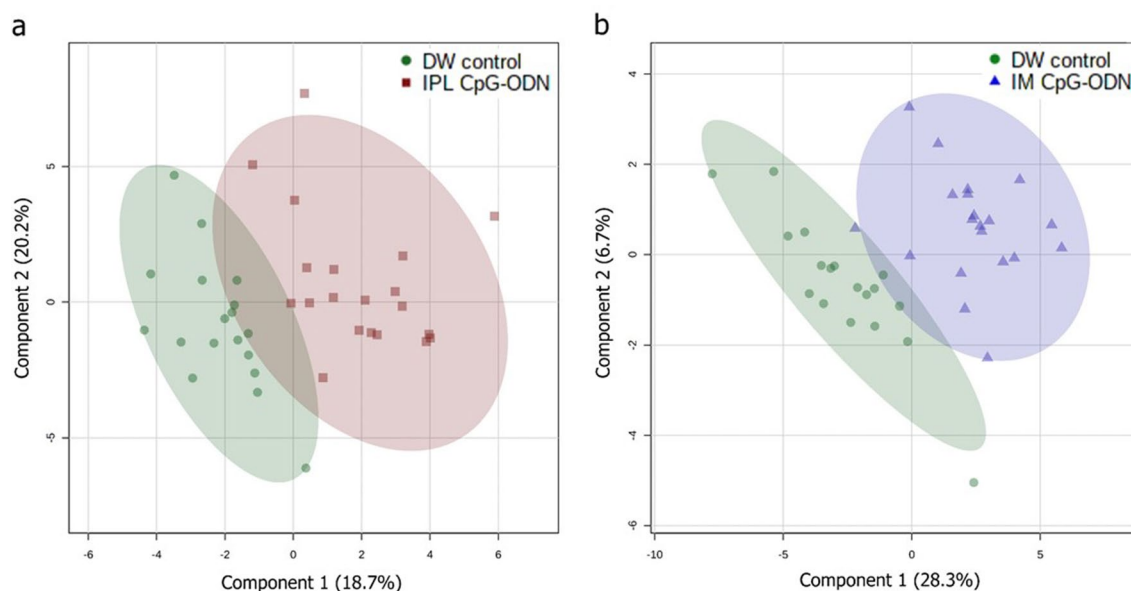 a
DW control
IPL CpG-ODN
5
0
-5
Component 2 (20.2%)
-6 -4 -2 0 2 4 6
Component 1 (18.7%)
b
DW control
IM CpG-ODN
4
2
0
-2
-4
-6
Component 2 (6.7%)
-10 -5 0 5
Component 1 (28.3%)